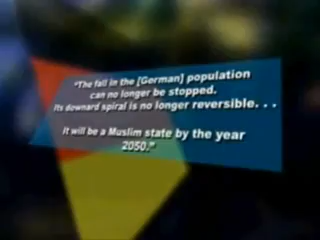 "The fall in the [German] population
can no longer be stopped.
Its downard spiral is no longer reversible. . .
It will be a Muslim state by the year
2050."